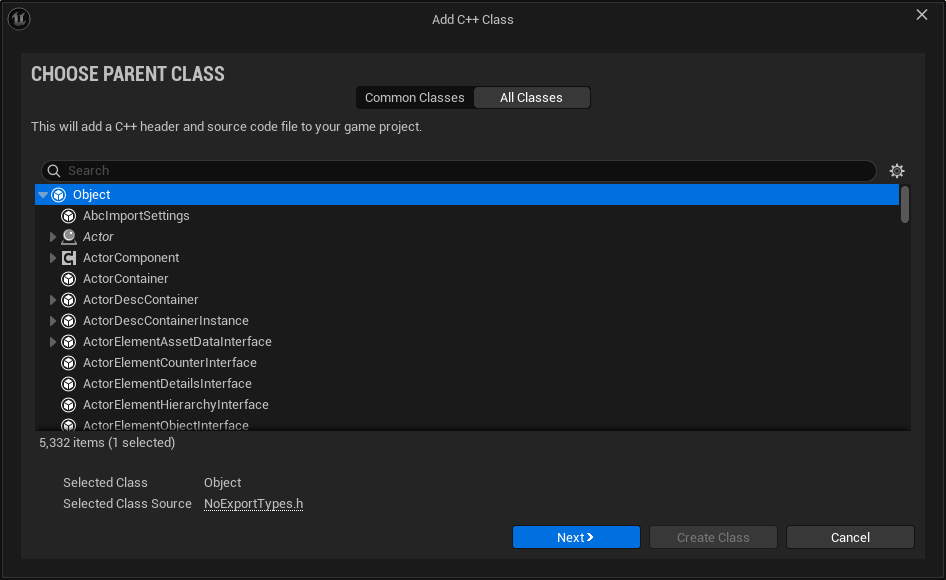 Add C++ Class
CHOOSE PARENT CLASS
Common Classes All Classes
This will add a C++ header and source code file to your game project.
Search
Object
AbcImportSettings
Actor
ActorComponent
ActorContainer
ActorDescContainer
ActorDescContainerInstance
ActorElementAssetDataInterface
ActorElementCounterInterface
ActorElementDetailsInterface
ActorElementHierarchyInterface
ActorElementObjectInterface
5,332 items (1 selected)
Selected Class Object
Selected Class Source NoExportTypes.h
Next Create Class Cancel